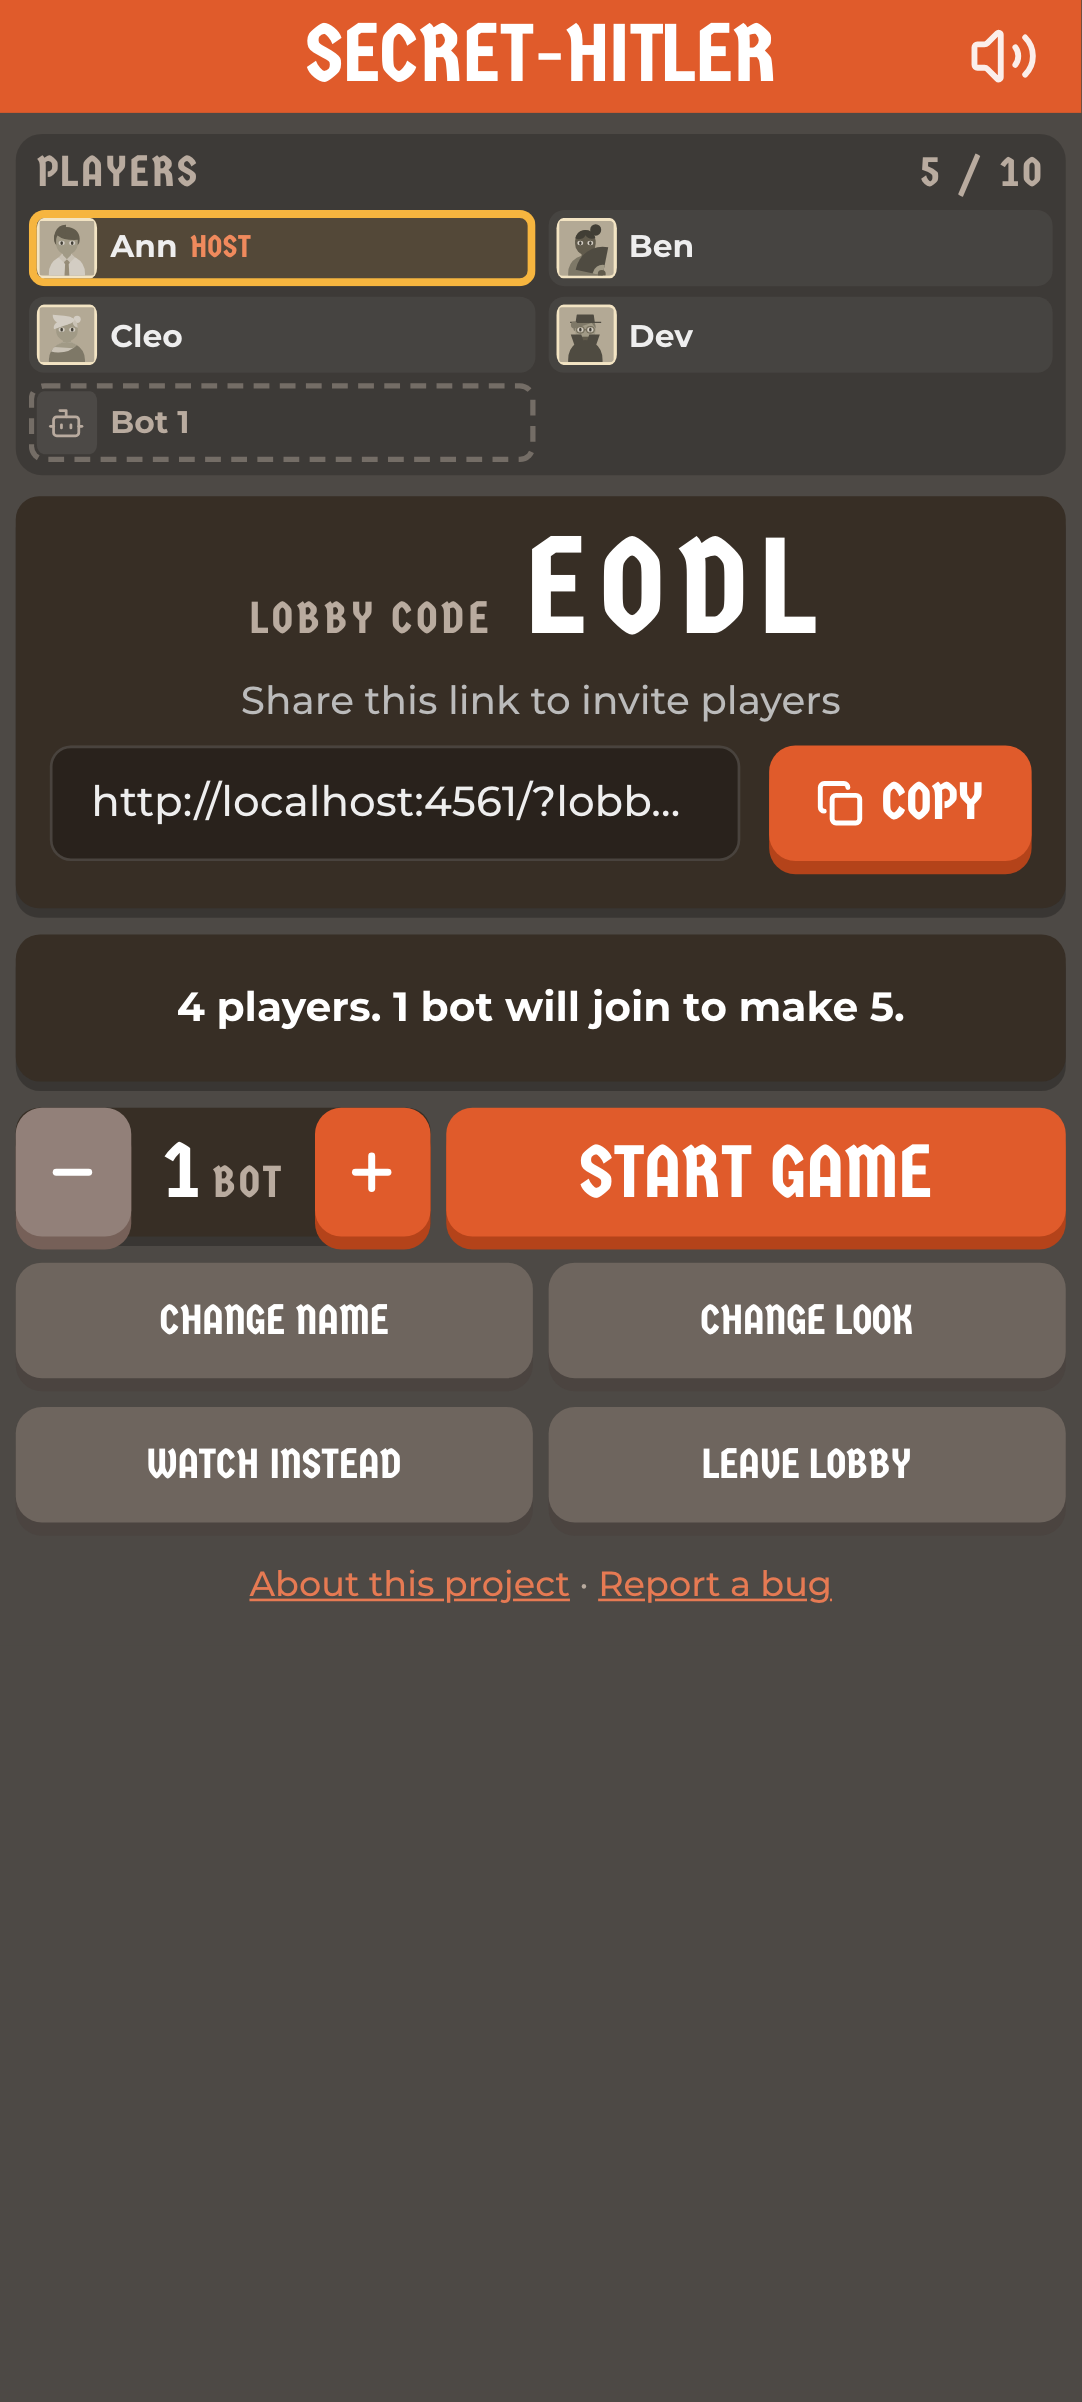 SECRET-HITLER
PLAYERS 5 / 10
Ann HOST
Ben
Cleo
Dev
Bot 1
LOBBY CODE EODL
Share this link to invite players
http://localhost:4561/?lobb...
COPY
4 players. 1 bot will join to make 5.
1 BOT
START GAME
CHANGE NAME
CHANGE LOOK
WATCH INSTEAD
LEAVE LOBBY
About this project · Report a bug